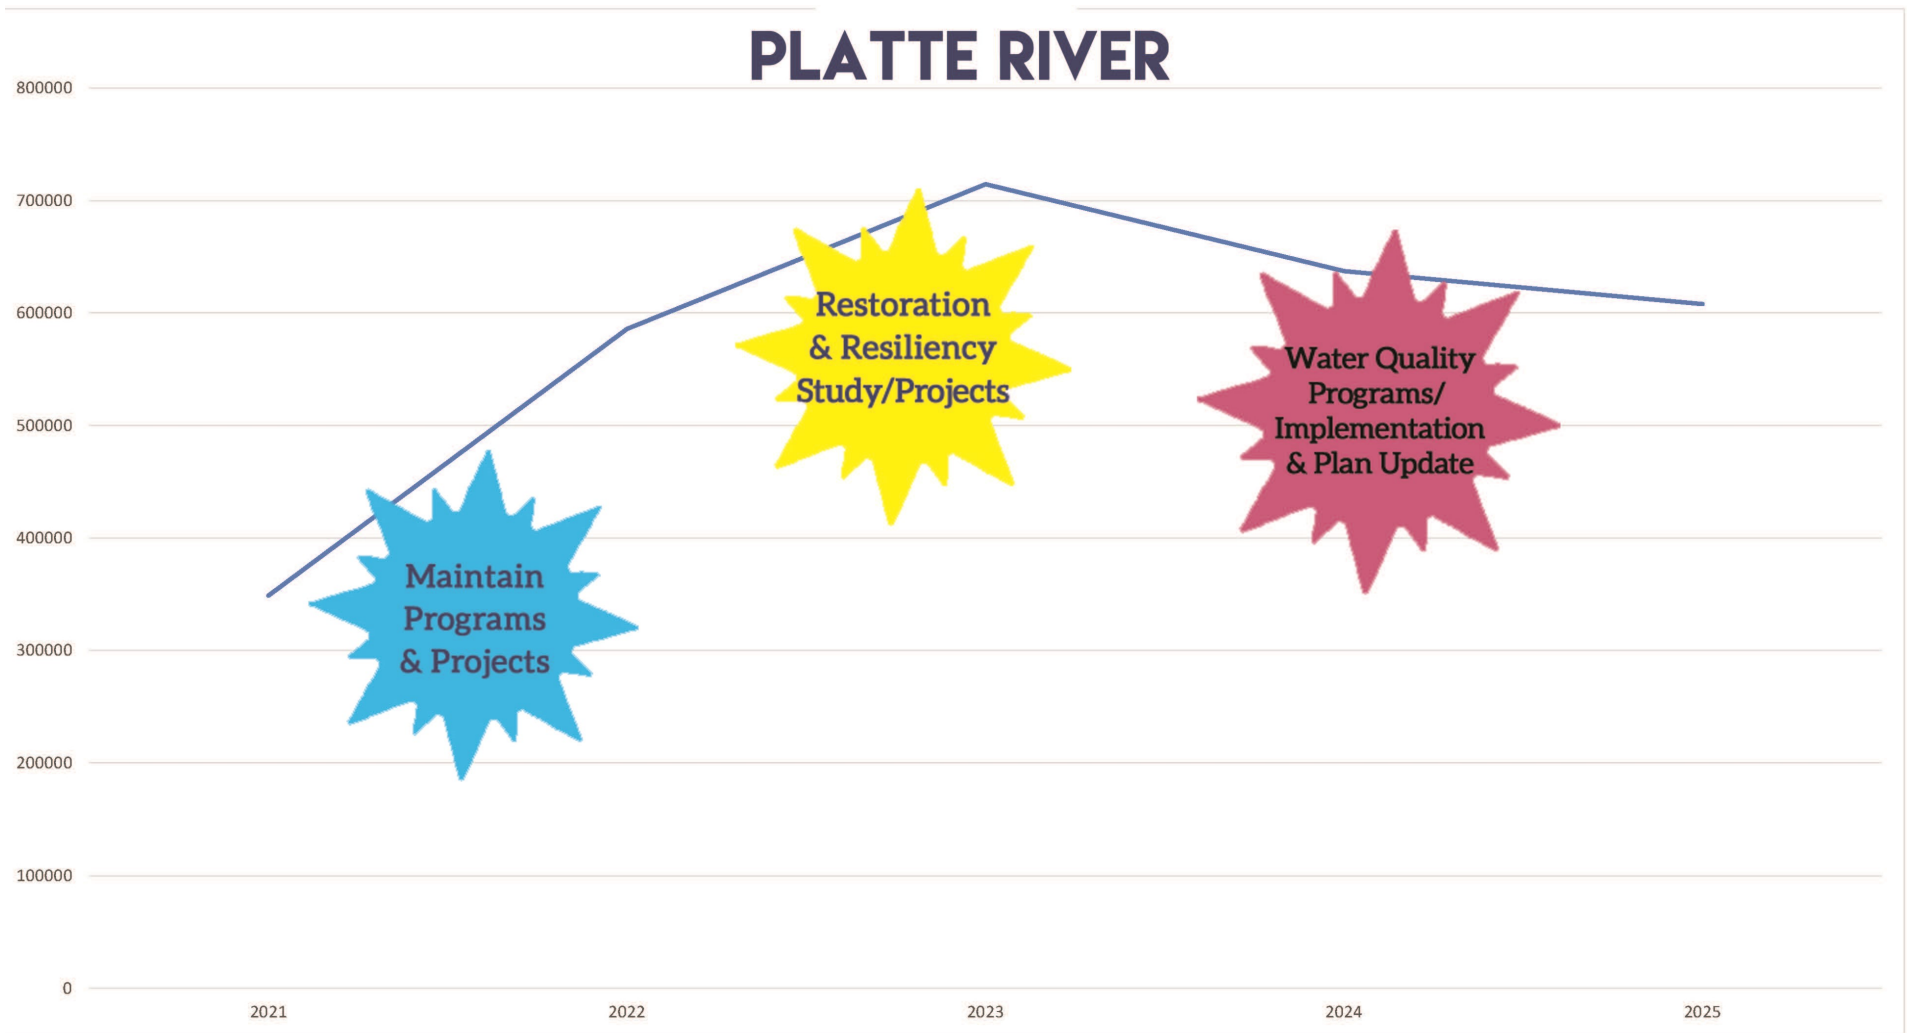 PLATTE RIVER
800000
700000
600000
500000
400000
300000
200000
100000
0
Maintain
Programs
& Projects
Restoration
& Resiliency
Study/Projects
Water Quality
Programs/
Implementation
& Plan Update
2021
2022
2023
2024
2025